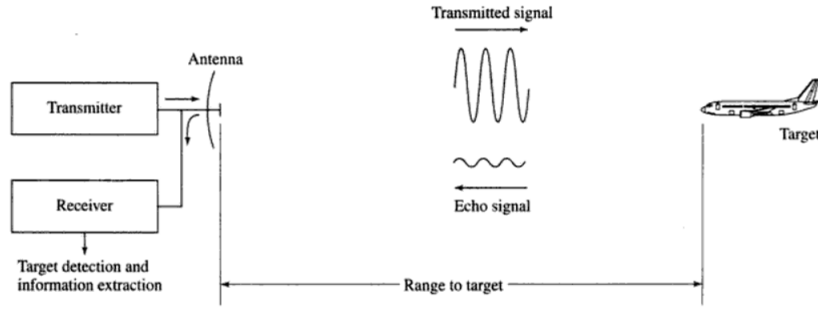 Transmitted signal
Antenna
Transmitter
Target
Receiver
Echo signal
Target detection and
information extraction
Range to target